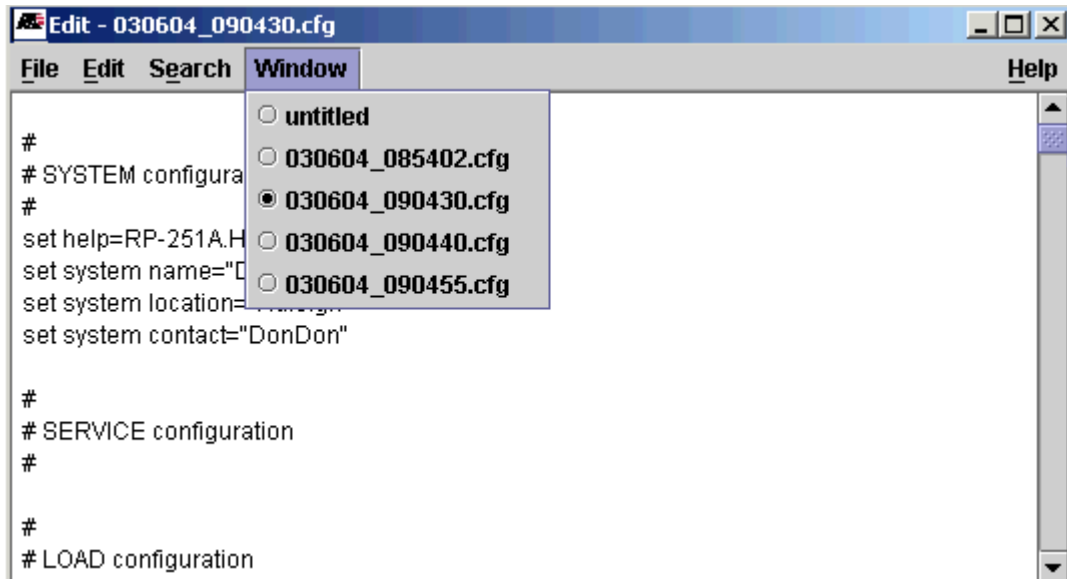 Edit - 030604_090430.cfg
File Edit Search Window Help
untitled
030604_085402.cfg
030604_090430.cfg
030604_090440.cfg
030604_090455.cfg
#
# SYSTEM configura
#
set help=RP-251A.H
set system name="D
set system location=
set system contact="DonDon"
#
# SERVICE configuration
#
#
# LOAD configuration